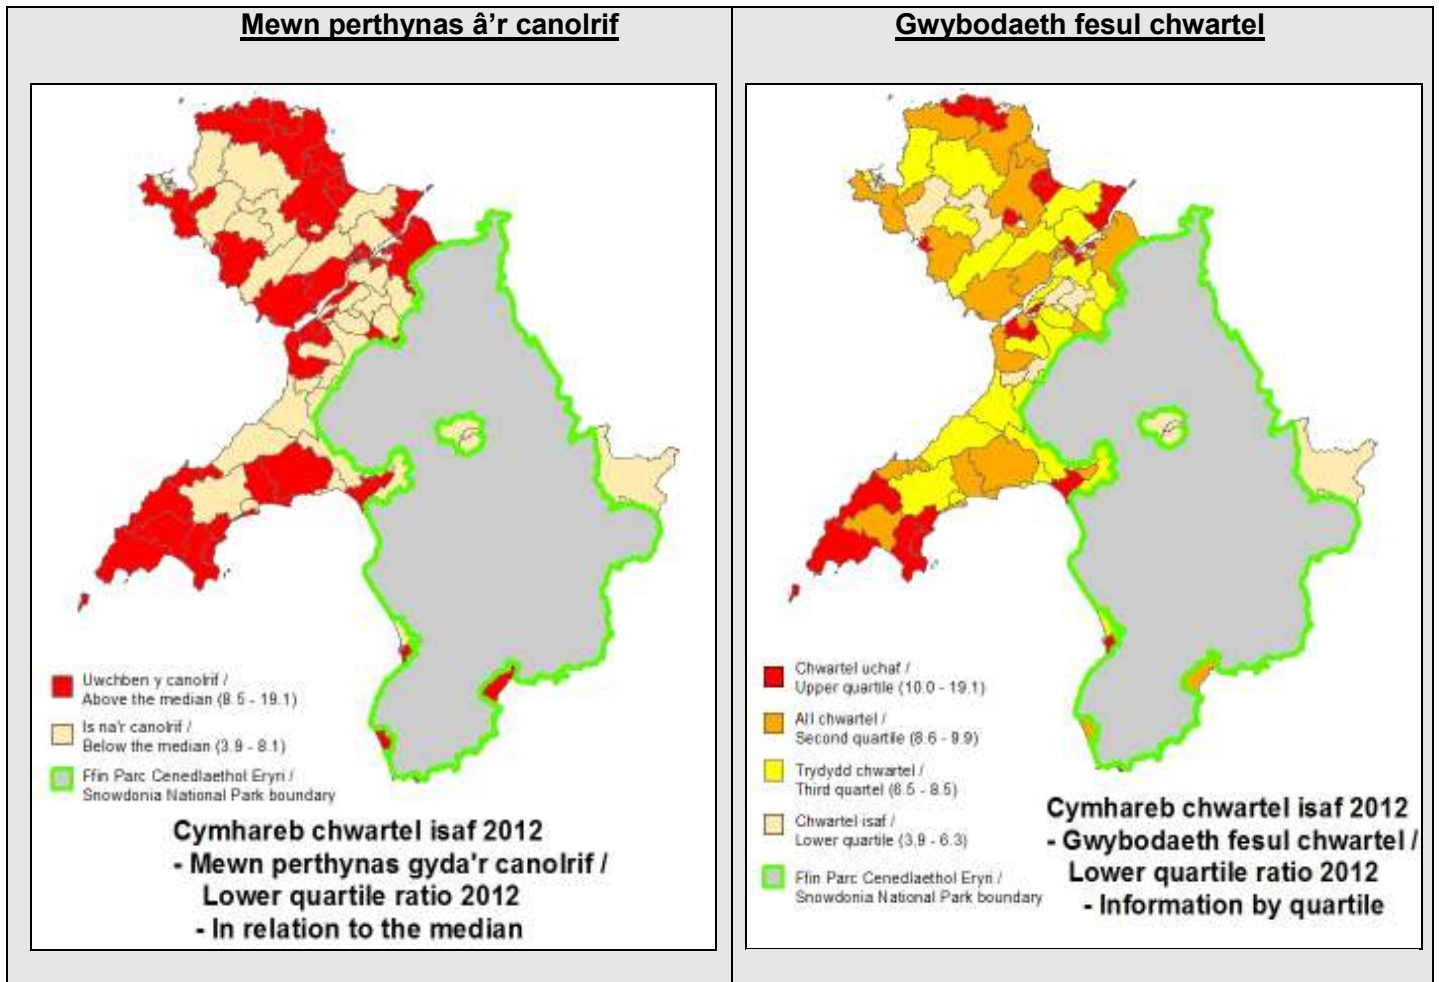 Mewn perthynas â'r canolrif
Uwchben y canolrif /
Above the median (8.5 - 19.1)
Is na'r canolrif /
Below the median (3.9 - 8.1)
Ffin Parc Cenedlaethol Eryri /
Snowdonia National Park boundary
Cymhareb chwartel isaf 2012
- Mewn perthynas gyda'r canolrif /
Lower quartile ratio 2012
- In relation to the median
Gwybodaeth fesul chwartel
Chwartel uchaf /
Upper quartile (10.0 - 19.1)
Ail chwartel /
Second quartile (8.6 - 9.9)
Trydydd chwartel /
Third quartel (6.5 - 8.5)
Chwartel isaf /
Lower quartile (3.9 - 6.3)
Ffin Parc Cenedlaethol Eryri /
Snowdonia National Park boundary
Cymhareb chwartel isaf 2012
- Gwybodaeth fesul chwartel /
Lower quartile ratio 2012
- Information by quartile